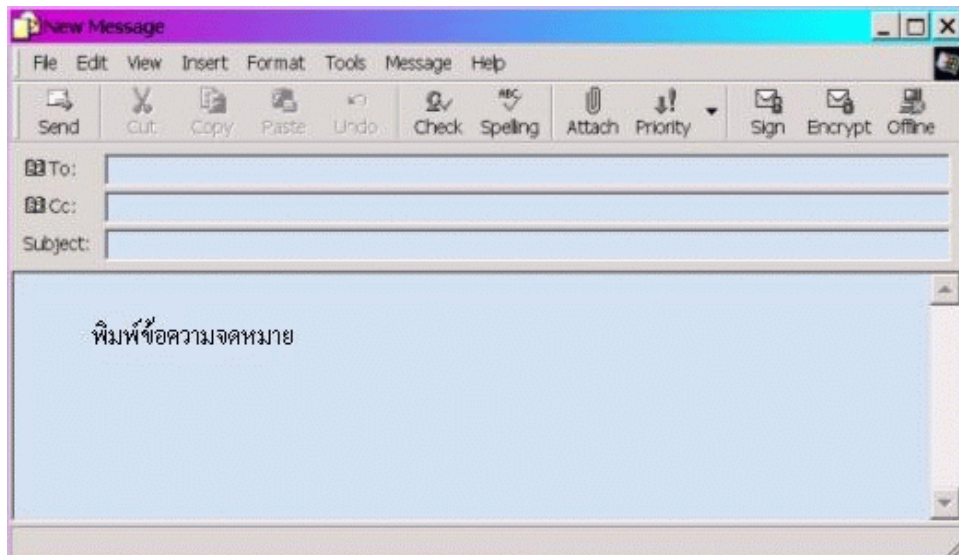 New Message
File Edit View Insert Format Tools Message Help
Send Cut Copy Paste Undo Check Spelling Attach Priority Sign Encrypt Offline
To:
Cc:
Subject:
พิมพ์ข้อความจดหมาย